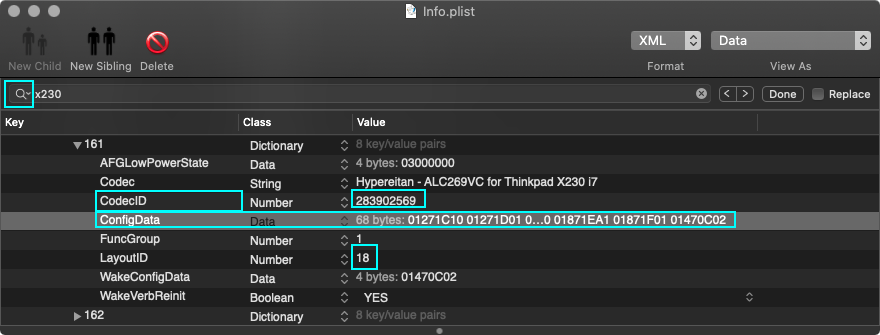 Info.plist
New Child New Sibling Delete XML Data
Format View As
x230 Done Replace
Key Class Value
161 Dictionary 8 key/value pairs
AFGLowPowerState Data 4 bytes: 03000000
Codec String Hypereitan - ALC269VC for Thinkpad X230 i7
CodecID Number 283902569
ConfigData Data 68 bytes: 01271C10 01271D01 0...0 01871EA1 01871F01 01470C02
FuncGroup Number 1
LayoutID Number 18
WakeConfigData Data 4 bytes: 01470C02
WakeVerbReinit Boolean YES
162 Dictionary 8 key/value pairs